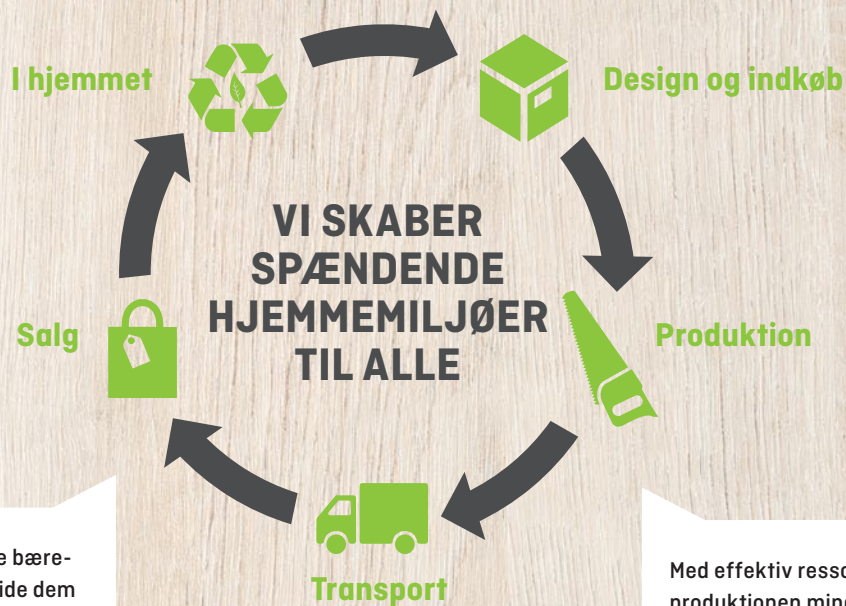 I hjemmet
Design og indkøb
VI SKABER
SPÆNDENDE
HJEMMEMILJØER
TIL ALLE
Salg
Produktion
Transport
e bære-
ide dem
Med effektiv resso
produktionen mind